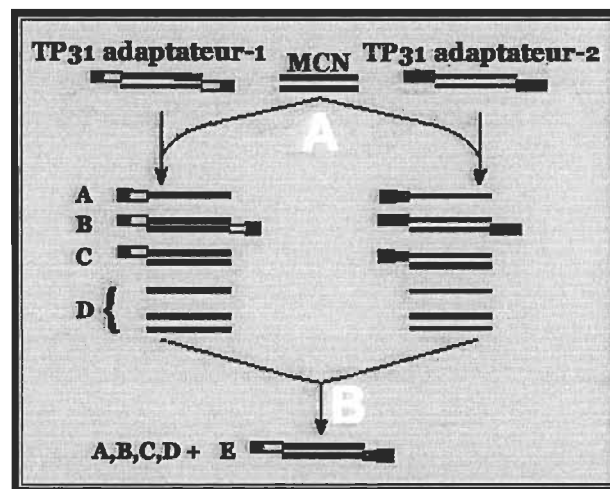 TP31 adaptateur-1 MCN TP31 adaptateur-2
A
A
B
C
D {
B
A,B,C,D + E